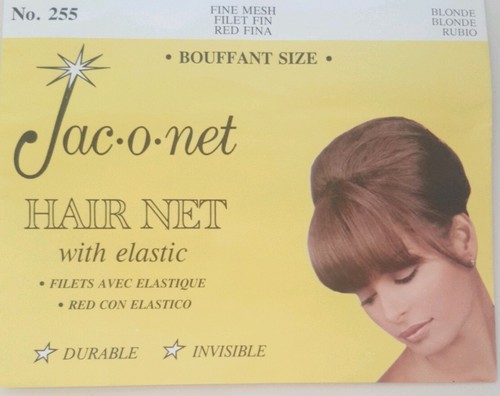 No. 255
FINE MESH
FILET FIN
RED FINA
BLONDE
BLONDE
RUBIO
• BOUFFANT SIZE •
Jac·o·net
HAIR NET
with elastic
• FILETS AVEC ELASTIQUE
• RED CON ELASTICO
DURABLE
INVISIBLE